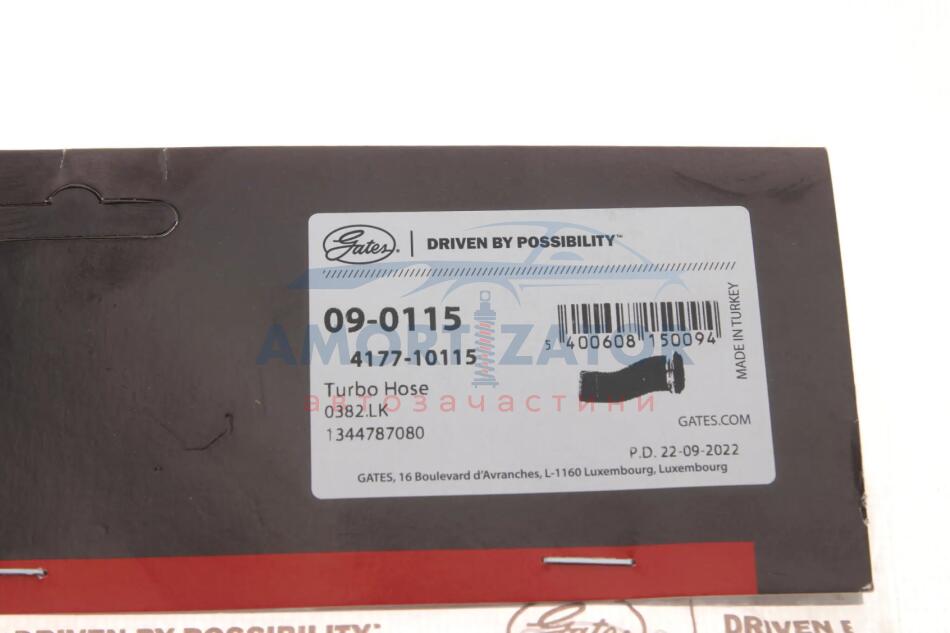 Gates. | DRIVEN BY POSSIBILITY™
09-0115
4177-10115
Turbo Hose
0382.LK
1344787080
5 400608 150094
MADE IN TURKEY
GATES.COM
P.D. 22-09-2022
GATES, 16 Boulevard d'Avranches, L-1160 Luxembourg, Luxembourg
AMORTIZATOR
автозачастини
DRIVEN BY POSSIBILITY™
Gates
DRIVEN